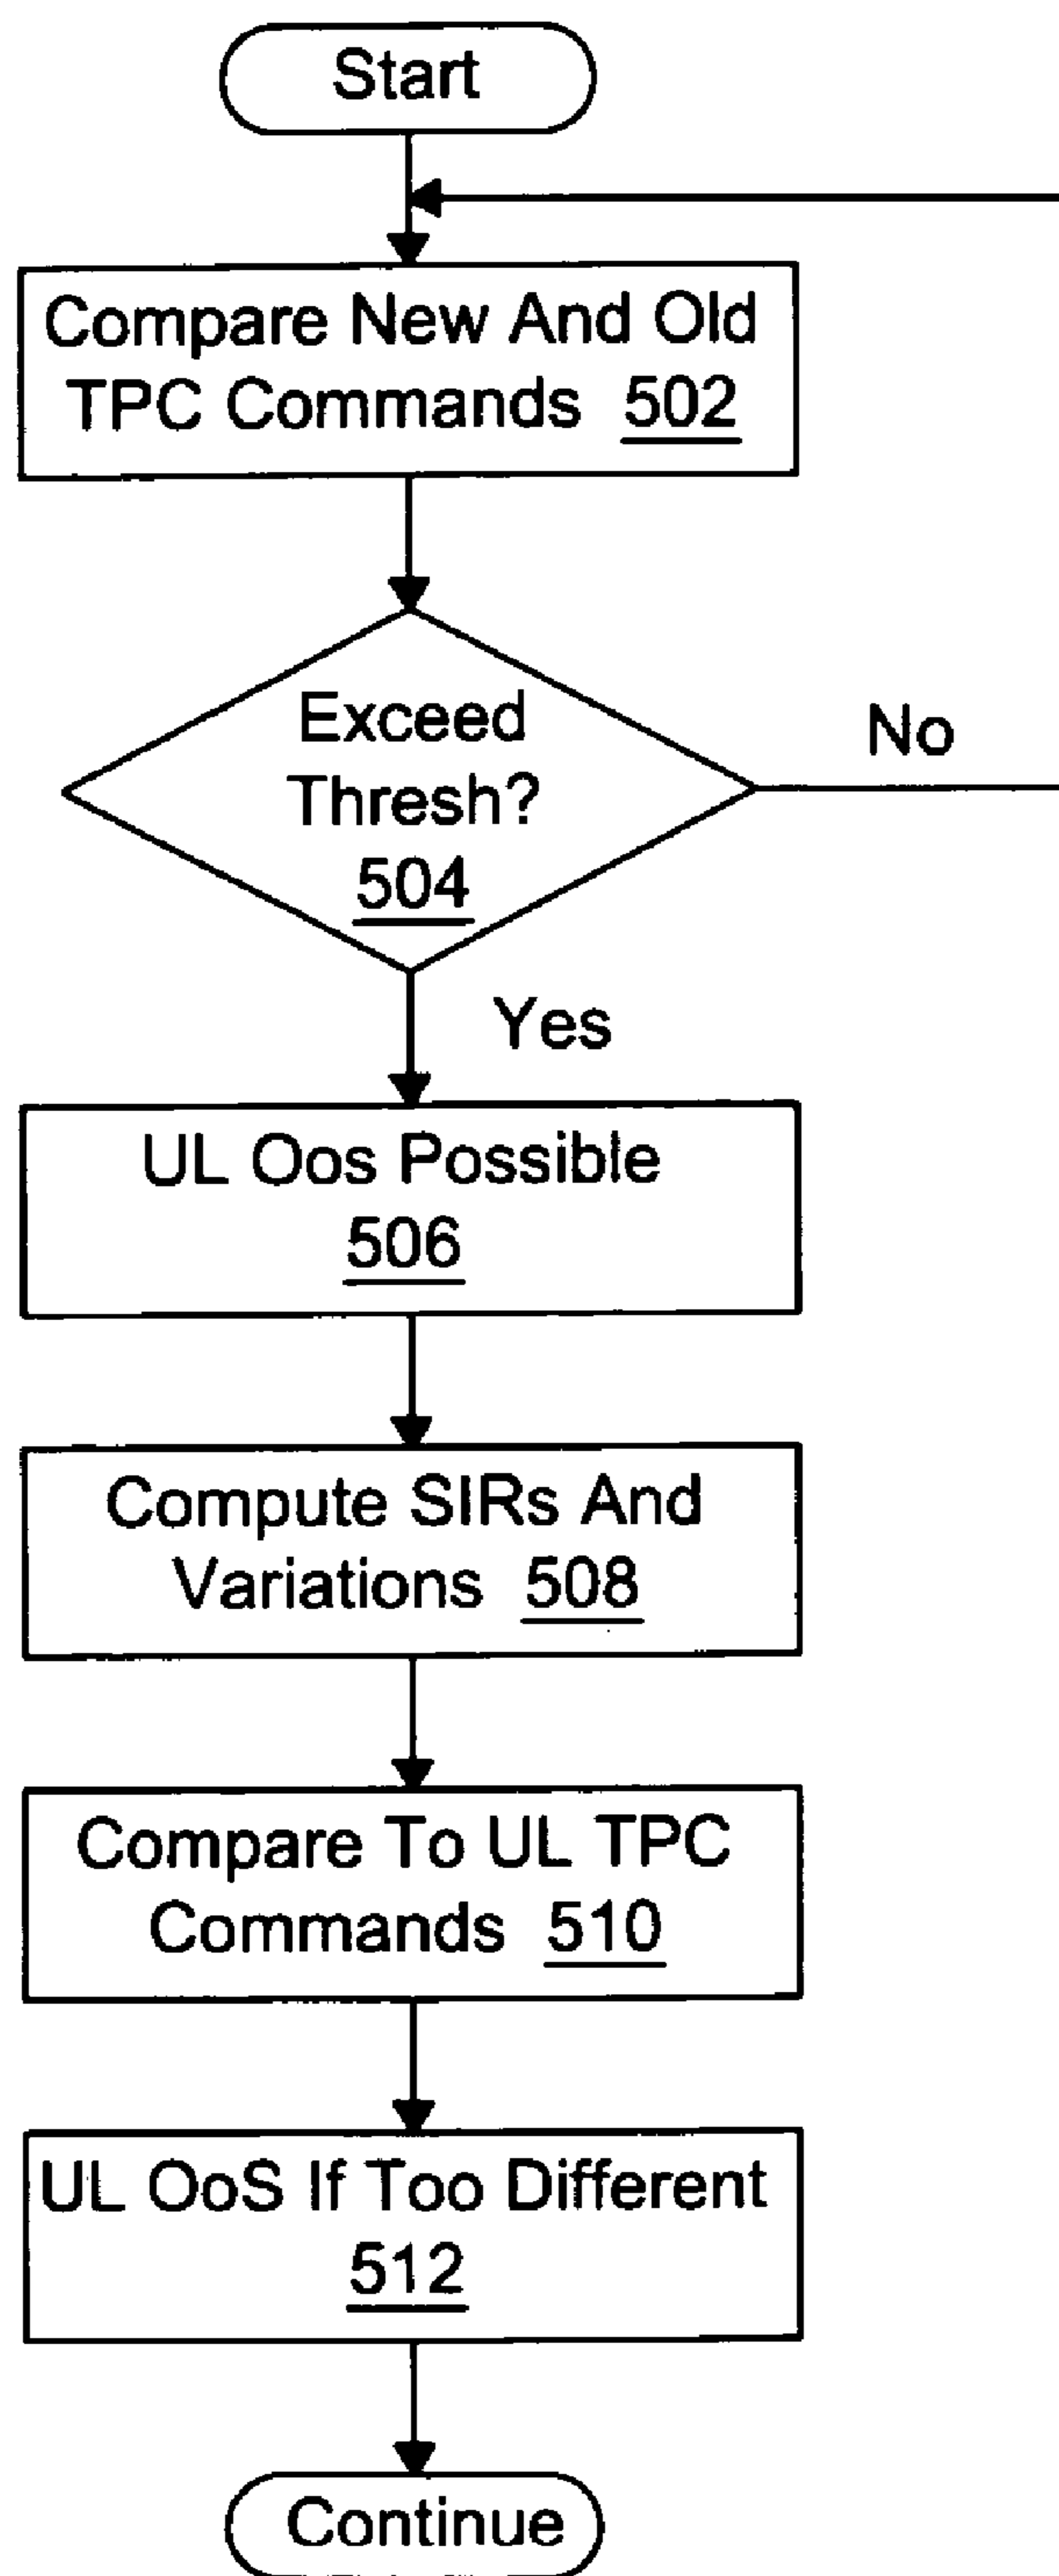 Start
Compare New And Old
TPC Commands 502
Exceed
Thresh?
504
No
Yes
UL Oos Possible
506
Compute SIRs And
Variations 508
Compare To UL TPC
Commands 510
UL OoS If Too Different
512
Continue